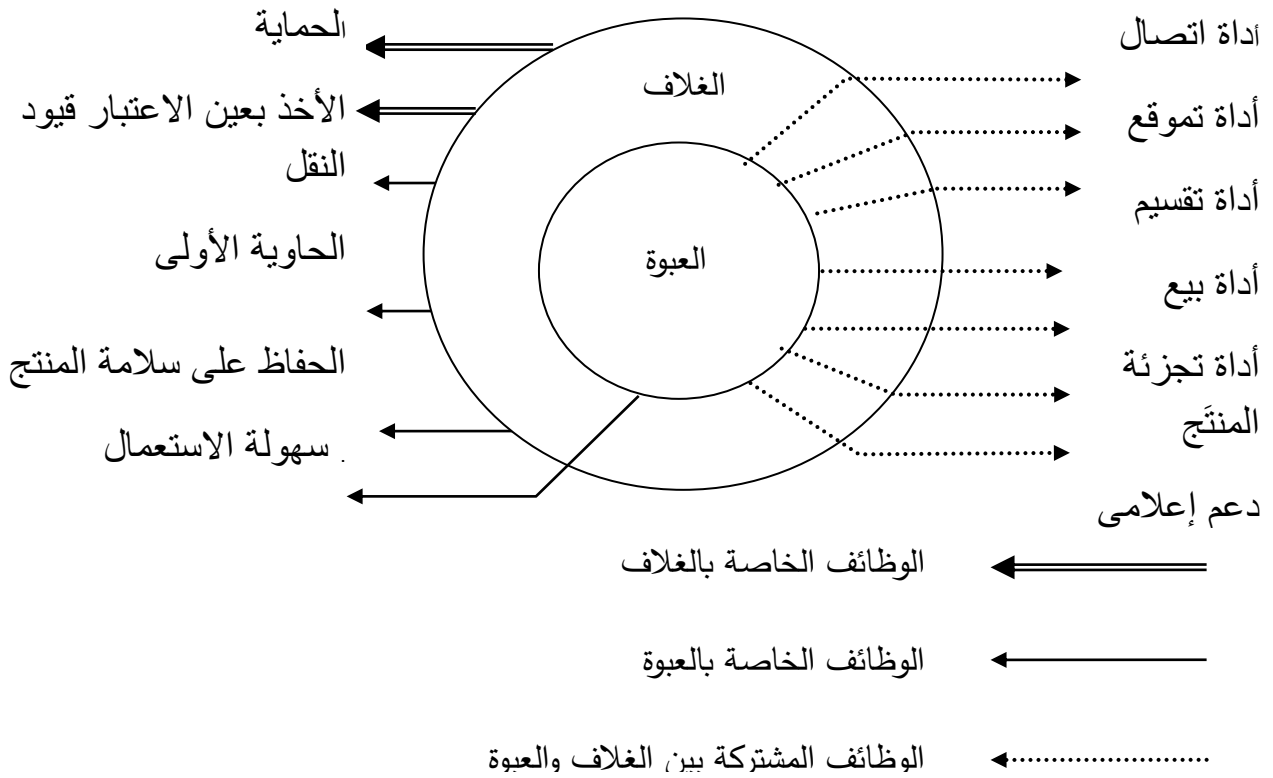 أداة اتصال
أداة تموقع
أداة تقسيم
أداة بيع
أداة تجزئة
المنتَج
دعم إعلامى
الغلاف
العبوة
الحماية
الأخذ بعين الاعتبار قيود
النقل
الحاوية الأولى
الحفاظ على سلامة المنتج
. سهولة الاستعمال
الوظائف الخاصة بالغلاف
الوظائف الخاصة بالعبوة
الوظائف المشتركة بين الغلاف والعبوة